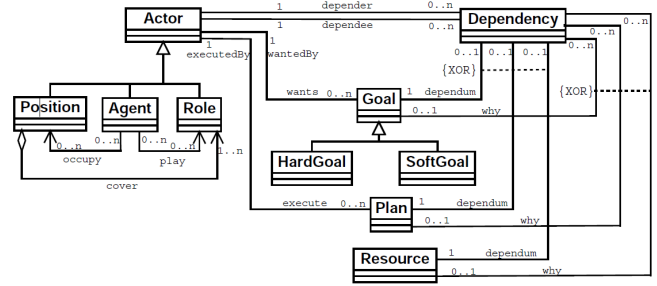 Actor
1 depender 0..n
Dependency
1 dependee 0..n
0..n
0..n
1 1
executedBy wantedBy
0..1 0..1 0..1 0..n
{XOR}
{XOR}
wants 0..n
Goal
1 dependum
0..1 why
Position Agent Role
0..n 0..n 0..n 0..n 1..n
occupy play
cover
HardGoal SoftGoal
execute 0..n
Plan
1 dependum
0..1 why
Resource
1 dependum
0..1 why